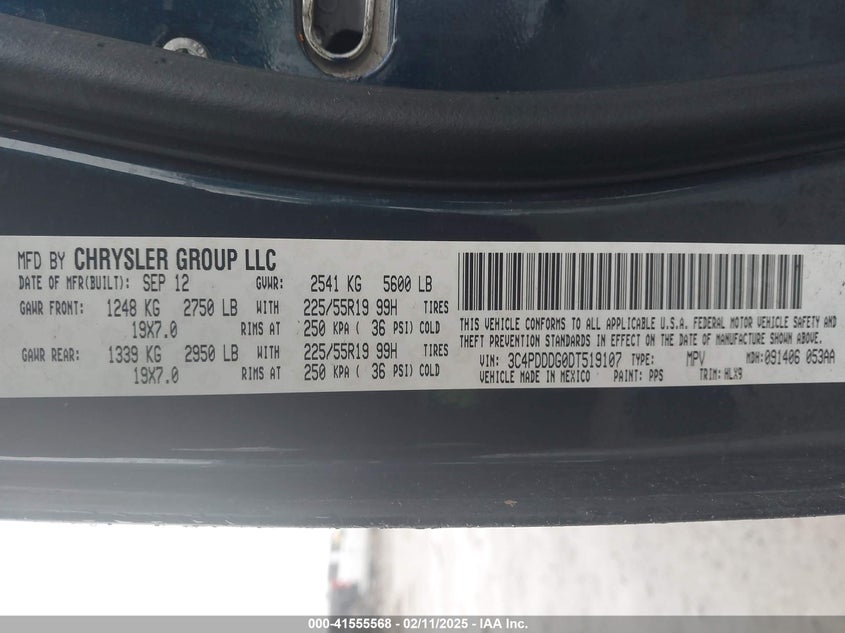 MFD BY CHRYSLER GROUP LLC
DATE OF MFR(BUILT): SEP 12 GVWR: 2541 KG 5600 LB
GAWR FRONT: 1248 KG 2750 LB WITH 225/55R19 99H TIRES
19X7.0 RIMS AT 250 KPA ( 36 PSI) COLD
GAWR REAR: 1339 KG 2950 LB WITH 225/55R19 99H TIRES
19X7.0 RIMS AT 250 KPA ( 36 PSI) COLD
THIS VEHICLE CONFORMS TO ALL APPLICABLE U.S.A. FEDERAL MOTOR VEHICLE SAFETY AND
THEFT PREVENTION STANDARDS IN EFFECT ON THE DATE OF MANUFACTURE SHOWN ABOVE.
VIN: 3C4PDDDG0DT519107 TYPE: MPV MDH: 091406 053AA
VEHICLE MADE IN MEXICO PAINT: PPS TRIM: HLX9
000-41555568 - 02/11/2025 - IAA Inc.